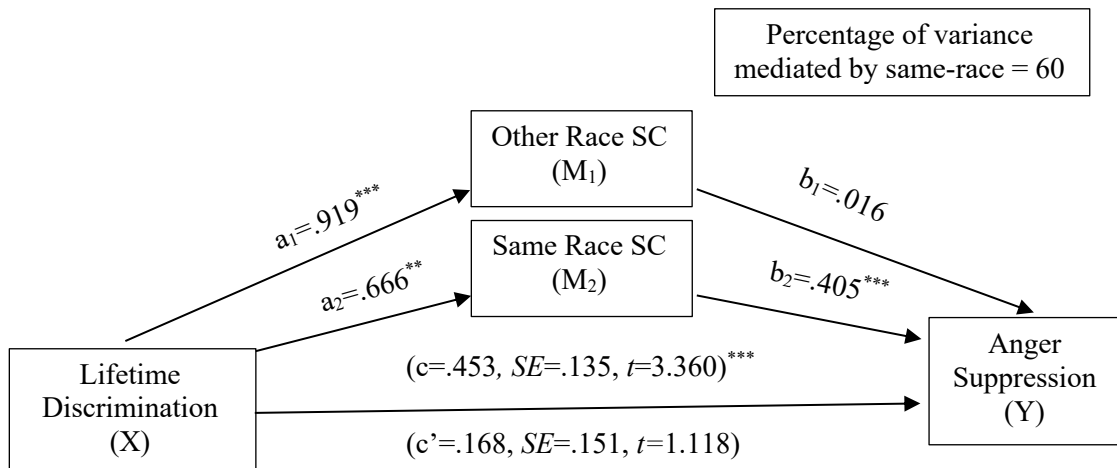 Percentage of variance
mediated by same-race = 60
Other Race SC
(M₁)
a₁=.919***
b₁=.016
Same Race SC
(M₂)
a₂=.666**
b₂=.405***
Lifetime
Discrimination
(X)
(c=.453, SE=.135, t=3.360)***
(c’=.168, SE=.151, t=1.118)
Anger
Suppression
(Y)